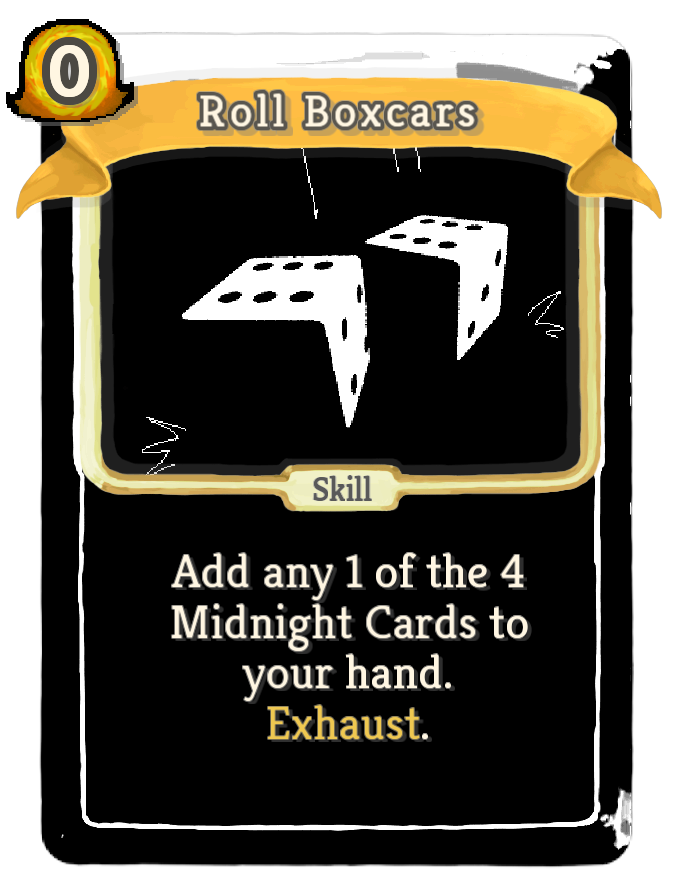 0
Roll Boxcars
Skill
Add any 1 of the 4
Midnight Cards to
your hand.
Exhaust.